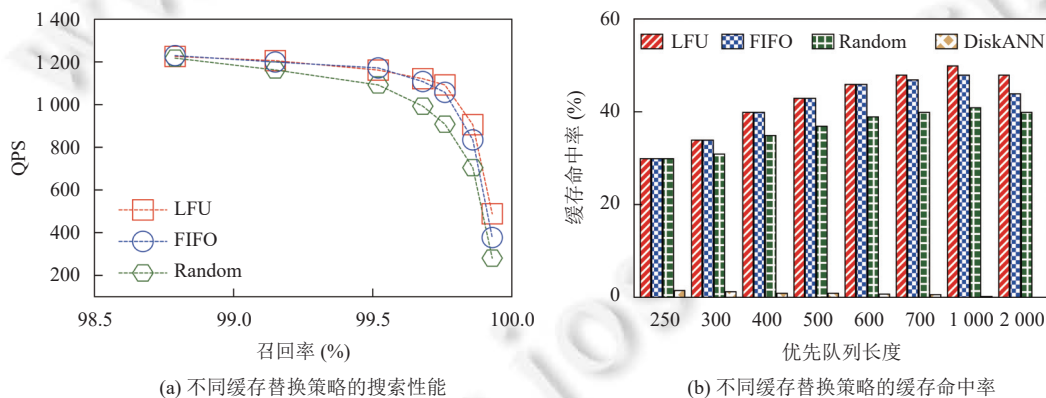 1 400
1 200
1 000
800
600
400
200
QPS
LFU
FIFO
Random
98.5
99.0
99.5
100.0
召回率 (%)
(a) 不同缓存替换策略的搜索性能
60
40
20
0
缓存命中率 (%)
LFU
FIFO
Random
DiskANN
250
300
400
500
600
700
1 000
2 000
优先队列长度
(b) 不同缓存替换策略的缓存命中率